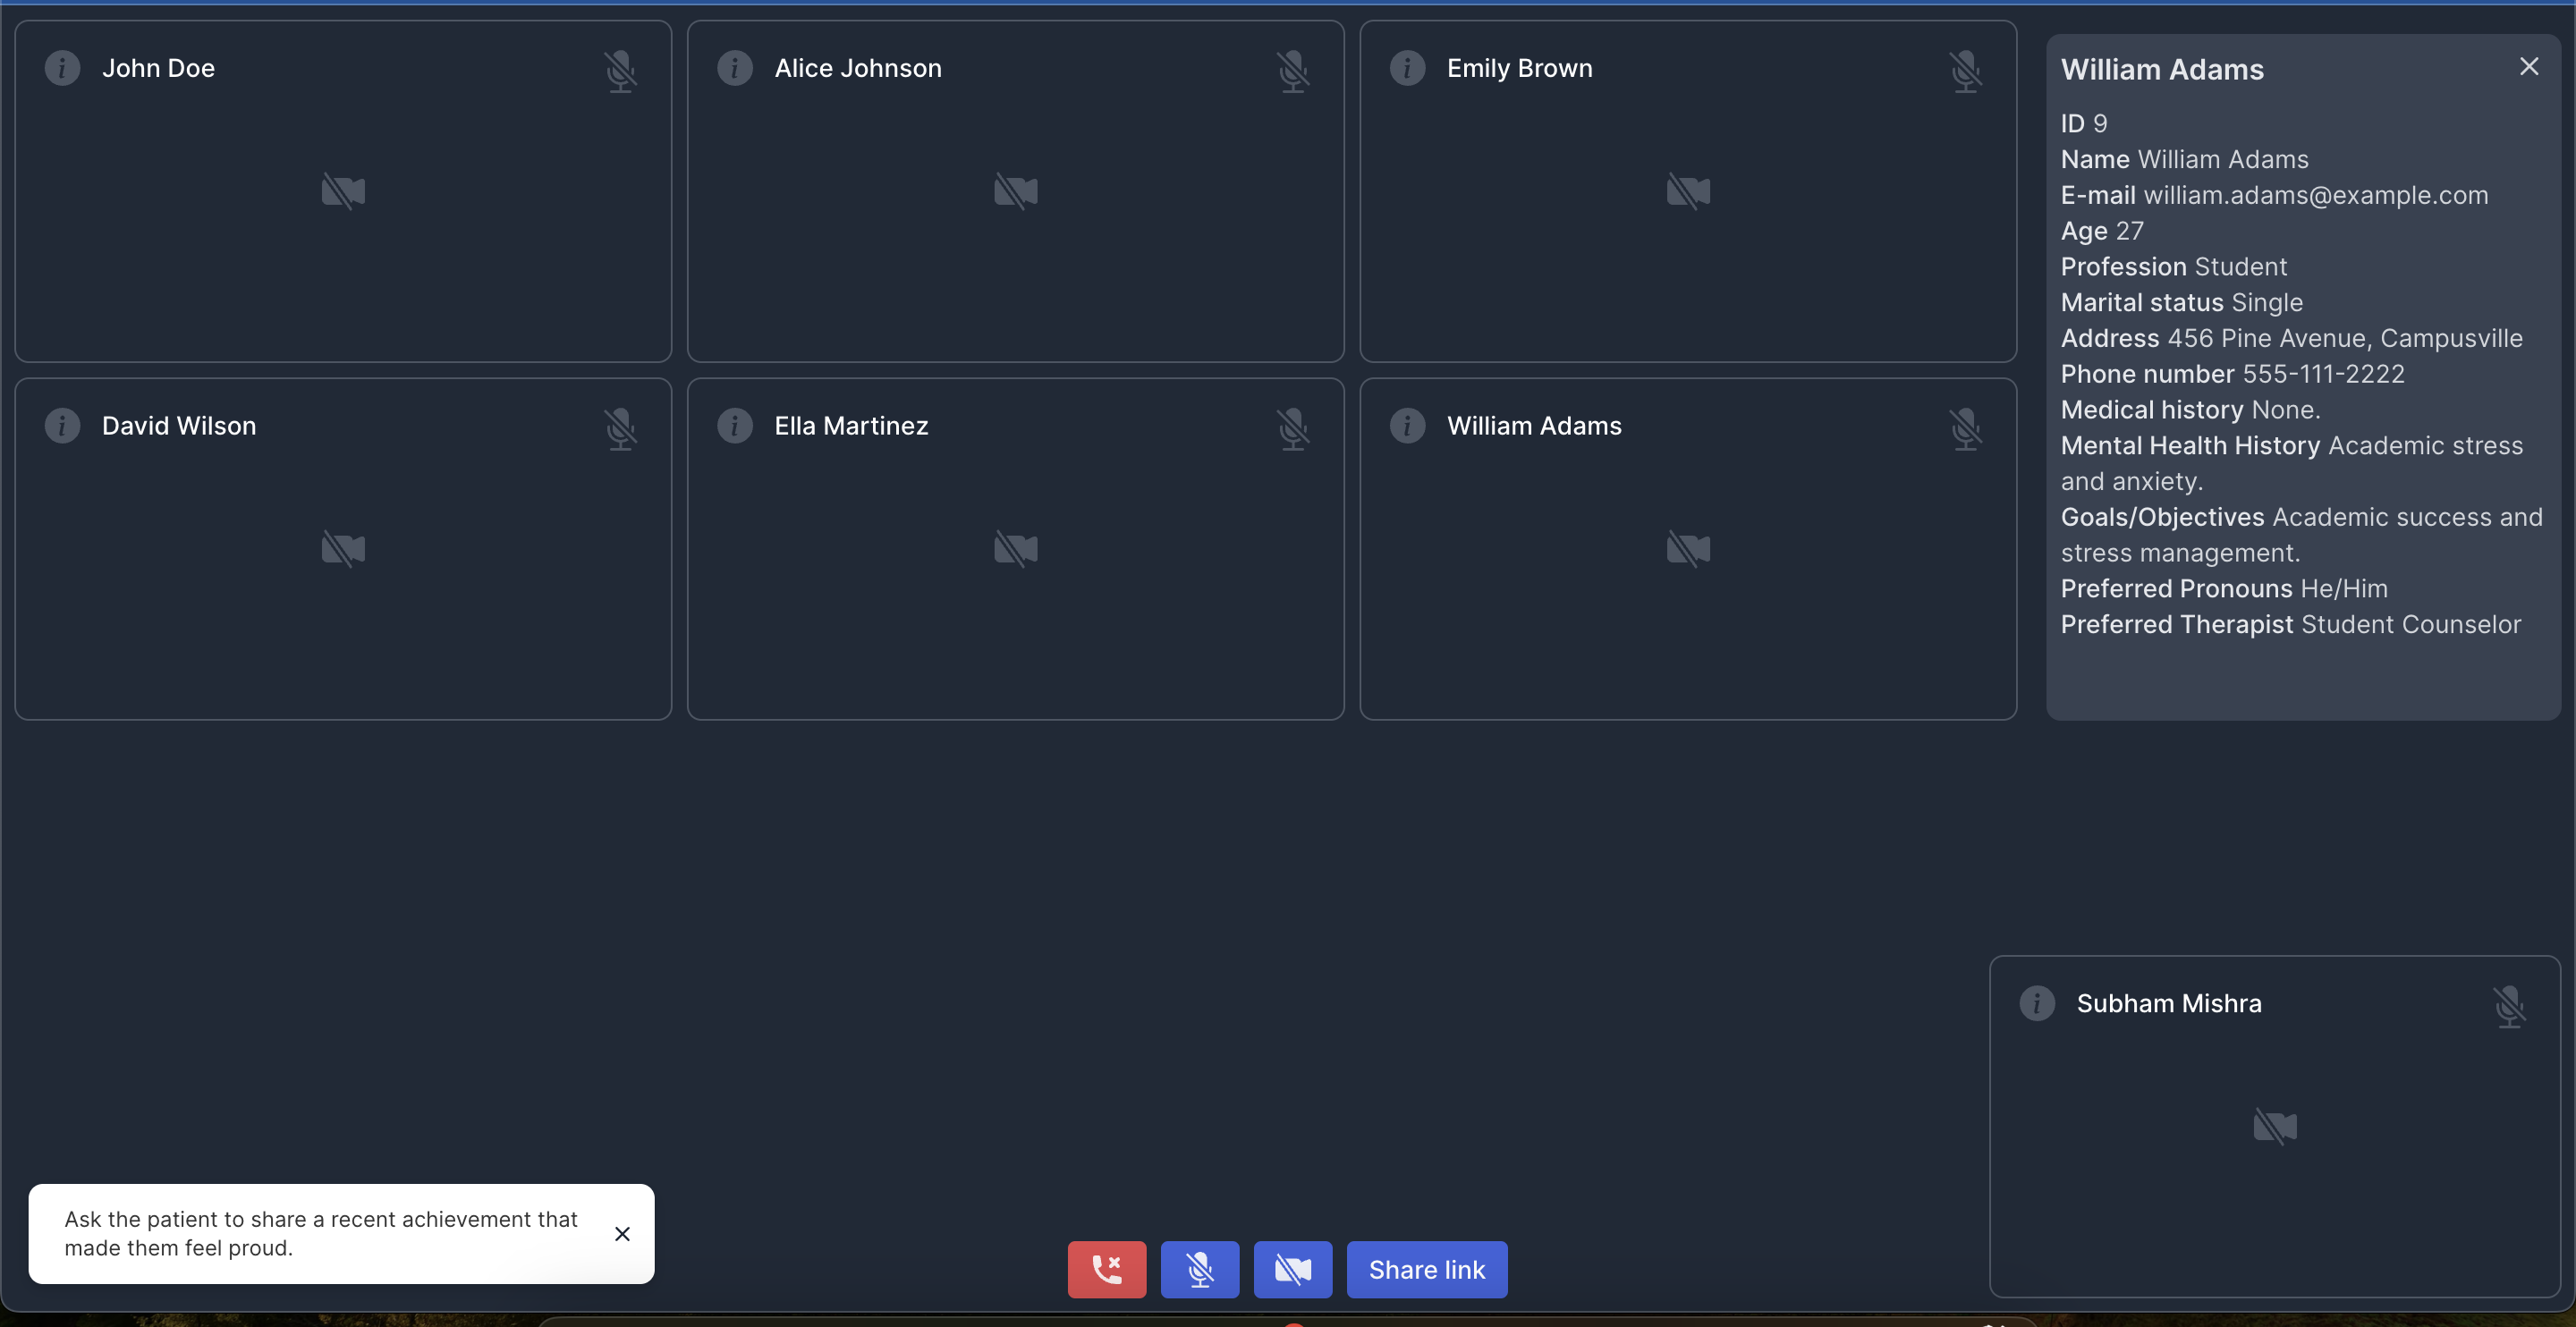 John Doe
Alice Johnson
Emily Brown
David Wilson
Ella Martinez
William Adams
William Adams
ID 9
Name William Adams
E-mail william.adams@example.com
Age 27
Profession Student
Marital status Single
Address 456 Pine Avenue, Campusville
Phone number 555-111-2222
Medical history None.
Mental Health History Academic stress
and anxiety.
Goals/Objectives Academic success and
stress management.
Preferred Pronouns He/Him
Preferred Therapist Student Counselor
Subham Mishra
Ask the patient to share a recent achievement that
made them feel proud.
Share link